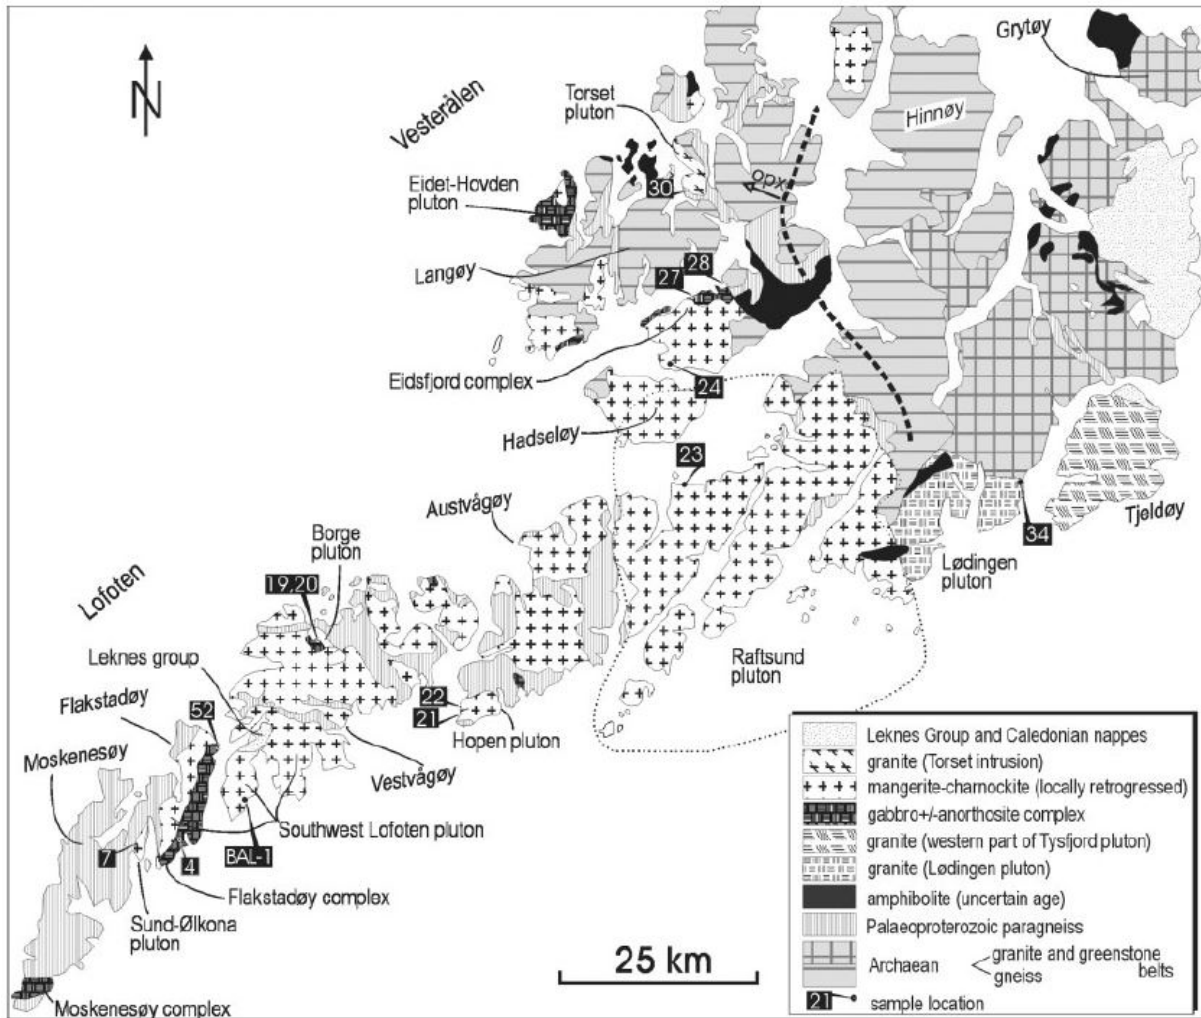 N
Grytøy
Vesterålen
Torset
pluton
Hinnøy
Eidet-Hovden
pluton
30
opx
Langøy
28
27
Eidsfjord complex
24
Hadseløy
23
Austvågøy
Tjeldøy
34
Borge
pluton
Lødingen
pluton
Lofoten
19,20
Leknes group
Raftsund
pluton
Flakstadøy
52
22
21
Hopen pluton
Moskenesøy
Vestvågøy
Southwest Lofoten pluton
7
4
BAL-1
Flakstadøy complex
Sund-Ølkona
pluton
25 km
Moskenesøy complex
Leknes Group and Caledonian nappes
granite (Torset intrusion)
mangerite-charnockite (locally retrogressed)
gabbro+/-anorthosite complex
granite (western part of Tysfjord pluton)
granite (Lødingen pluton)
amphibolite (uncertain age)
Palaeoproterozoic paragneiss
Archaean granite and greenstone
gneiss belts
21 sample location